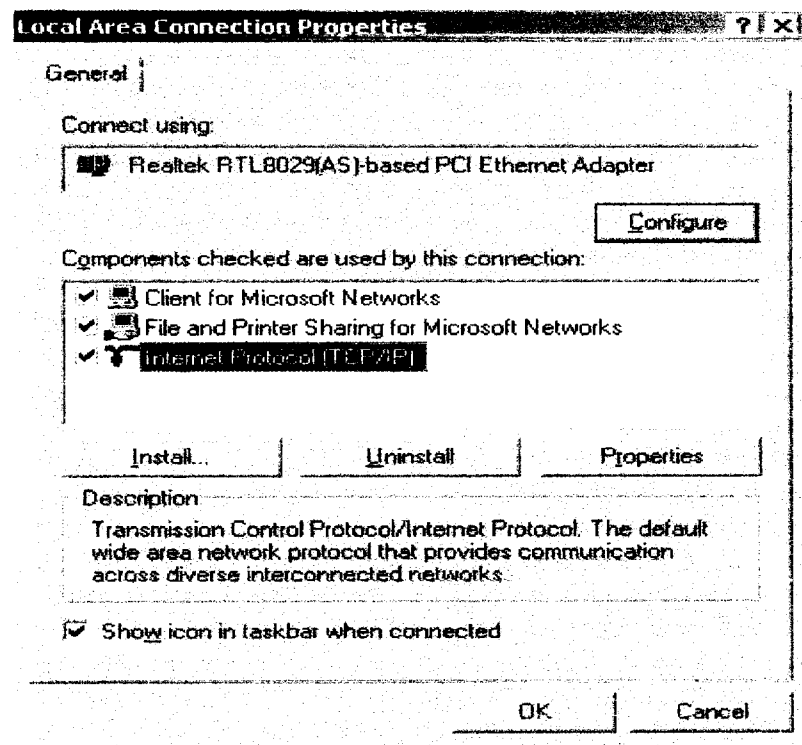 Local Area Connection Properties
General
Connect using:
Realtek RTL8029(AS)-based PCI Ethernet Adapter
Configure
Components checked are used by this connection:
Client for Microsoft Networks
File and Printer Sharing for Microsoft Networks
Internet Protocol (TCP/IP)
Install...
Uninstall
Properties
Description
Transmission Control Protocol/Internet Protocol. The default
wide area network protocol that provides communication
across diverse interconnected networks.
Show icon in taskbar when connected
OK
Cancel